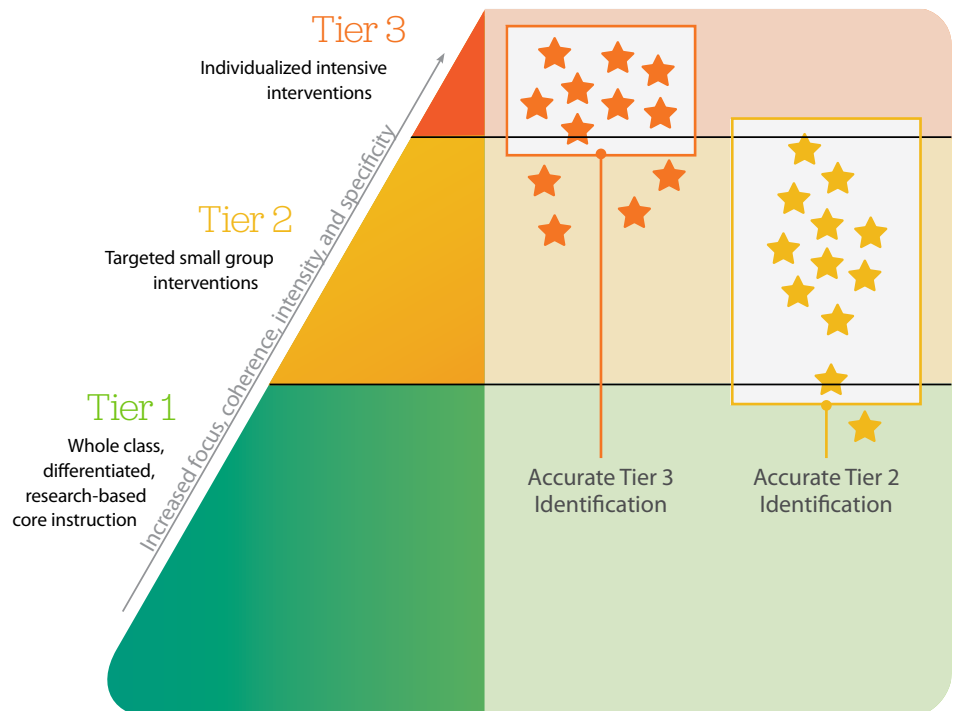 Tier 3
Individualized intensive
interventions
Tier 2
Targeted small group
interventions
Tier 1
Whole class,
differentiated,
research-based
core instruction
Increased focus, coherence, intensity, and specificity
Accurate Tier 3
Identification
Accurate Tier 2
Identification